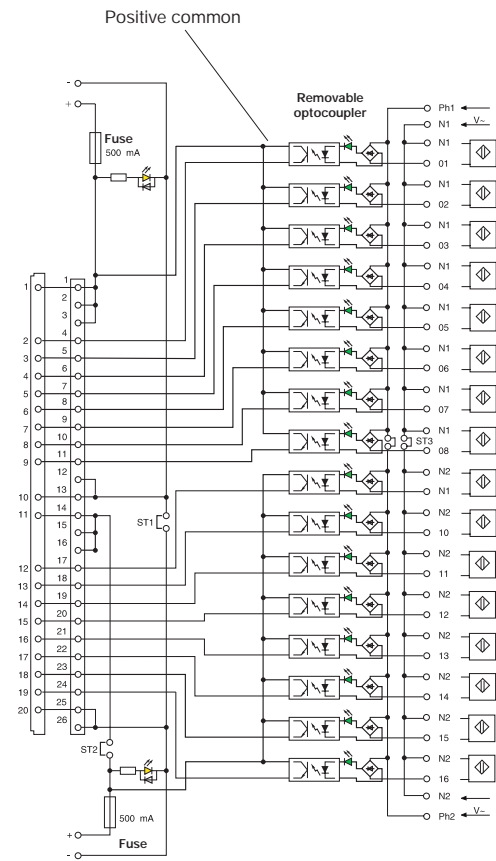 Positive common
-
+
Fuse
500 mA
Removable
optocoupler
Ph1
N1 V~
N1
01
N1
02
N1
03
N1
04
N1
05
N1
06
N1
07
N1
ST3
08
N2
N1
N2
10
N2
11
N2
12
N2
13
N2
14
N2
15
N2
16
N2
Ph2 V~
1
2
3
4
5
6
7
8
9
10
11
12
13
14
15
16
17
18
19
20
1
2
3
4
5
6
7
8
9
10
11
12
13
14
15
16
17
18
19
20
21
22
23
24
25
26
ST1
ST2
500 mA
+
Fuse
-